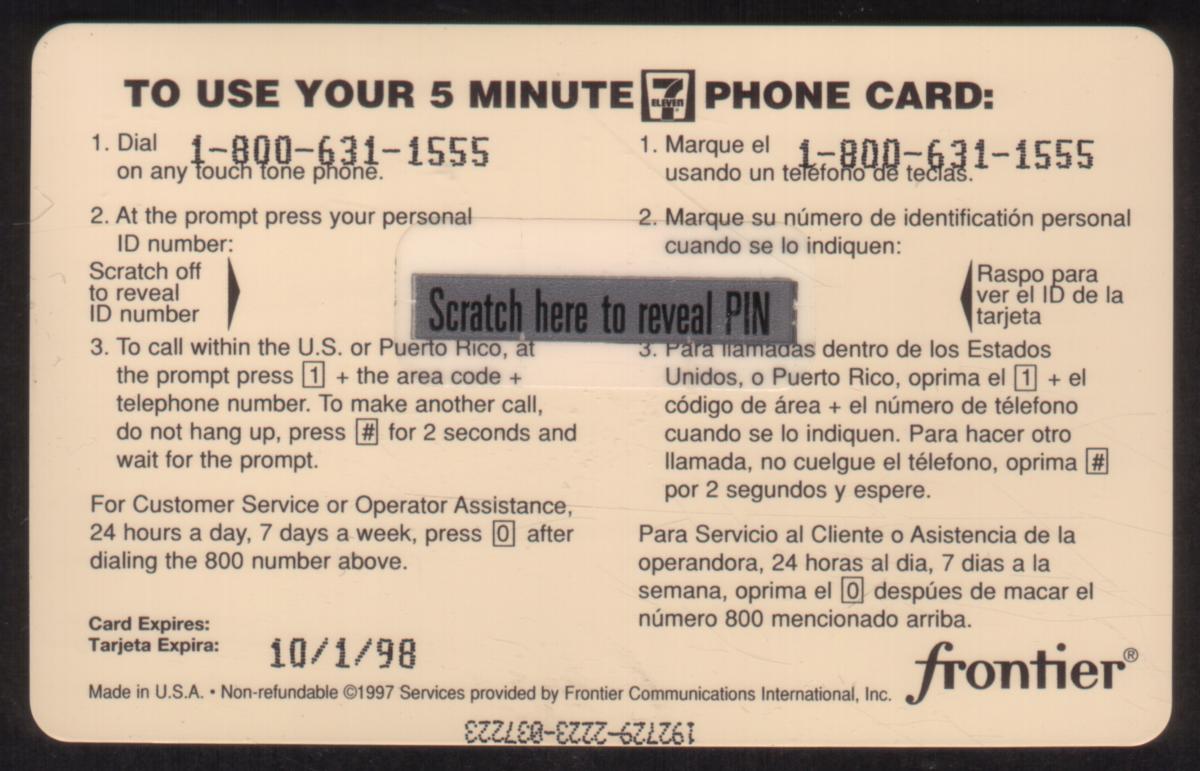 TO USE YOUR 5 MINUTE 7 ELEVEN PHONE CARD:
1. Dial 1-800-631-1555
on any touch tone phone.
2. At the prompt press your personal
ID number:
Scratch off
to reveal
ID number
Scratch here to reveal PIN
3. To call within the U.S. or Puerto Rico, at
the prompt press 1 + the area code +
telephone number. To make another call,
do not hang up, press # for 2 seconds and
wait for the prompt.
For Customer Service or Operator Assistance,
24 hours a day, 7 days a week, press 0 after
dialing the 800 number above.
1. Marque el 1-800-631-1555
usando un teléfono de teclas.
2. Marque su número de identificatión personal
cuando se lo indiquen:
Raspo para
ver el ID de la
tarjeta
3. Para llamadas dentro de los Estados
Unidos, o Puerto Rico, oprima el 1 + el
código de área + el número de télefono
cuando se lo indiquen. Para hacer otro
llamada, no cuelgue el télefono, oprima #
por 2 segundos y espere.
Para Servicio al Cliente o Asistencia de la
operandora, 24 horas al dia, 7 dias a la
semana, oprima el 0 despúes de macar el
número 800 mencionado arriba.
Card Expires:
Tarjeta Expira: 10/1/98
frontier®
Made in U.S.A. • Non-refundable ©1997 Services provided by Frontier Communications International, Inc.
192729-2223-037223